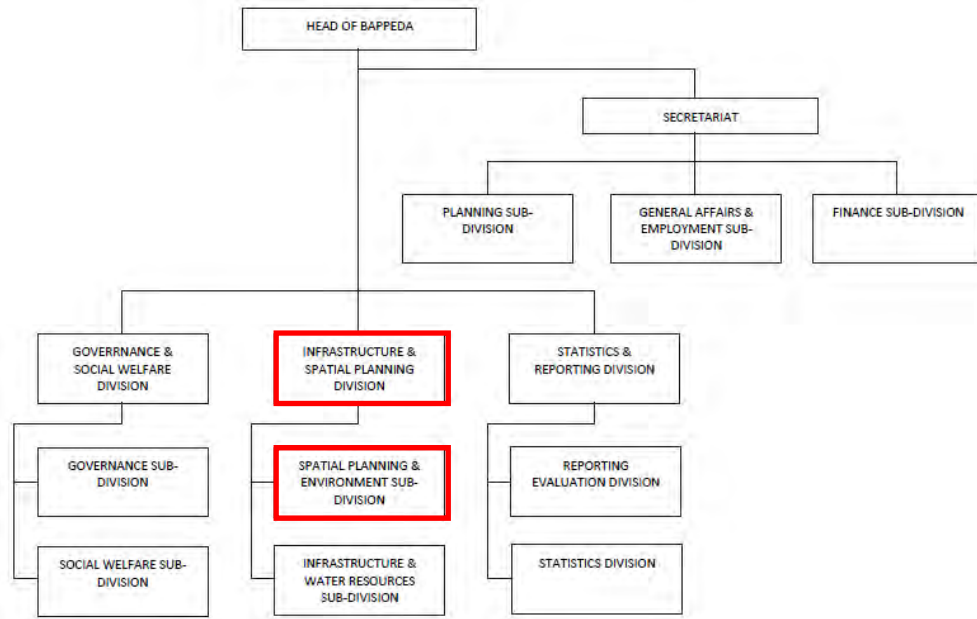 HEAD OF BAPPEDA
SECRETARIAT
PLANNING SUB-
DIVISION
GENERAL AFFAIRS &
EMPLOYMENT SUB-
DIVISION
FINANCE SUB-DIVISION
GOVERRNANCE &
SOCIAL WELFARE
DIVISION
INFRASTRUCTURE &
SPATIAL PLANNING
DIVISION
STATISTICS &
REPORTING DIVISION
GOVERNANCE SUB-
DIVISION
SPATIAL PLANNING &
ENVIRONMENT SUB-
DIVISION
REPORTING
EVALUATION DIVISION
SOCIAL WELFARE SUB-
DIVISION
INFRASTRUCTURE &
WATER RESOURCES
SUB-DIVISION
STATISTICS DIVISION